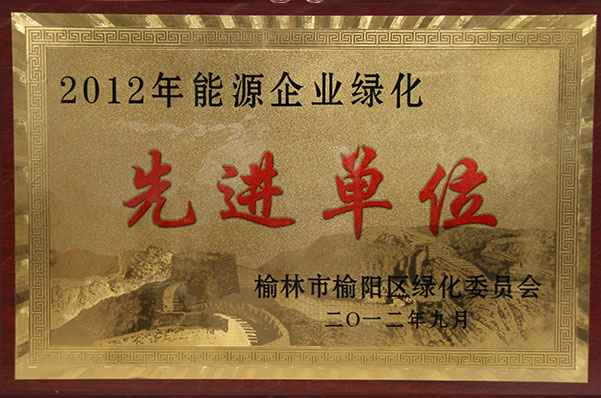 2012年能源企业绿化
先进单位
榆林市榆阳区绿化委员会
二〇一二年九月